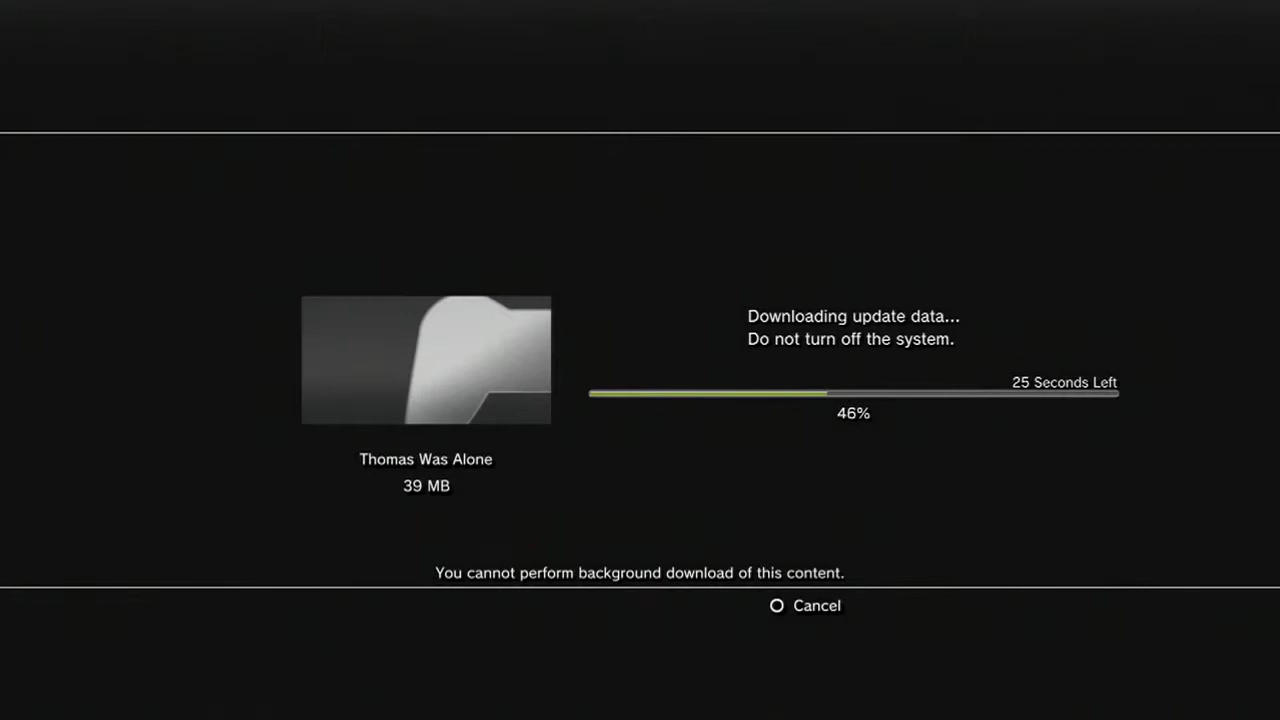 Downloading update data...
Do not turn off the system.
25 Seconds Left
46%
Thomas Was Alone
39 MB
You cannot perform background download of this content.
Cancel